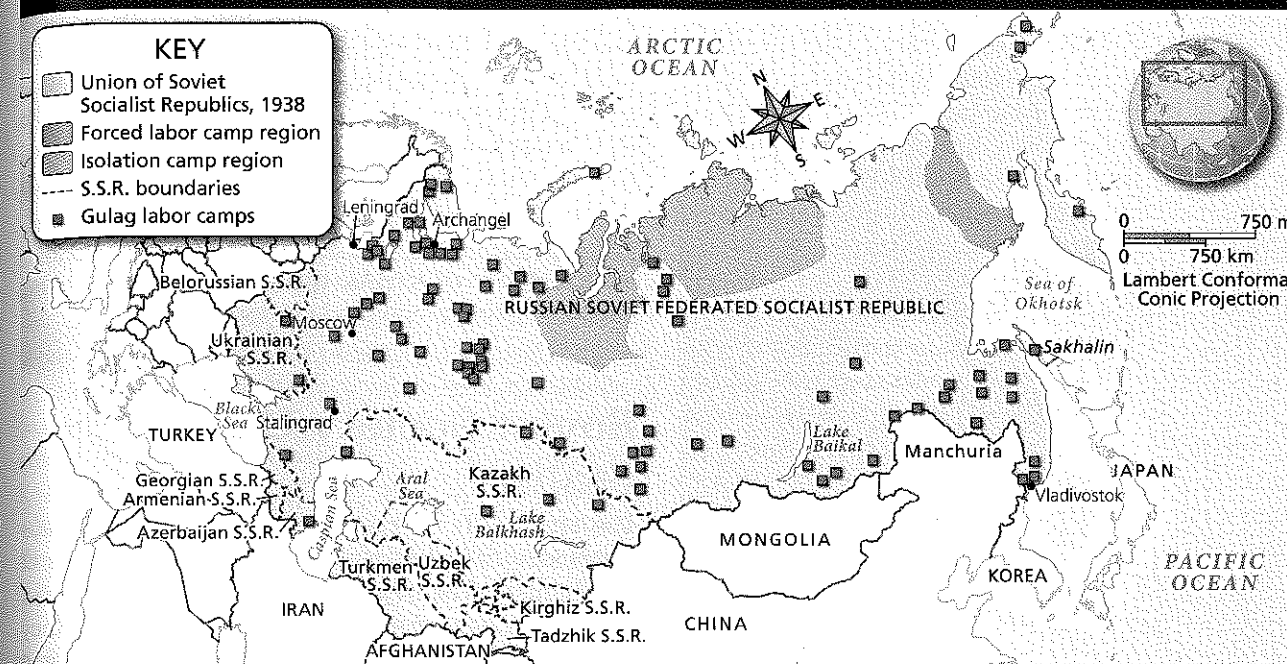 KEY
Union of Soviet
Socialist Republics, 1938
Forced labor camp region
Isolation camp region
S.S.R. boundaries
Gulag labor camps
ARCTIC
OCEAN
N
E
W
S
Leningrad
Archangel
0 750 m
0 750 km
Lambert Conforma
Conic Projection
Belorussian S.S.R.
Sea of
Okhotsk
RUSSIAN SOVIET FEDERATED SOCIALIST REPUBLIC
Moscow
Ukrainian
S.S.R.
Sakhalin
Black
Sea
Stalingrad
TURKEY
Lake
Baikal
Manchuria
JAPAN
Georgian S.S.R.
Armenian S.S.R.
Azerbaijan S.S.R.
Caspian Sea
Aral
Sea
Kazakh
S.S.R.
Lake
Balkhash
Vladivostok
MONGOLIA
PACIFIC
OCEAN
Turkmen
S.S.R.
Uzbek
S.S.R.
KOREA
IRAN
Kirghiz S.S.R.
CHINA
Tadzhik S.S.R.
AFGHANISTAN